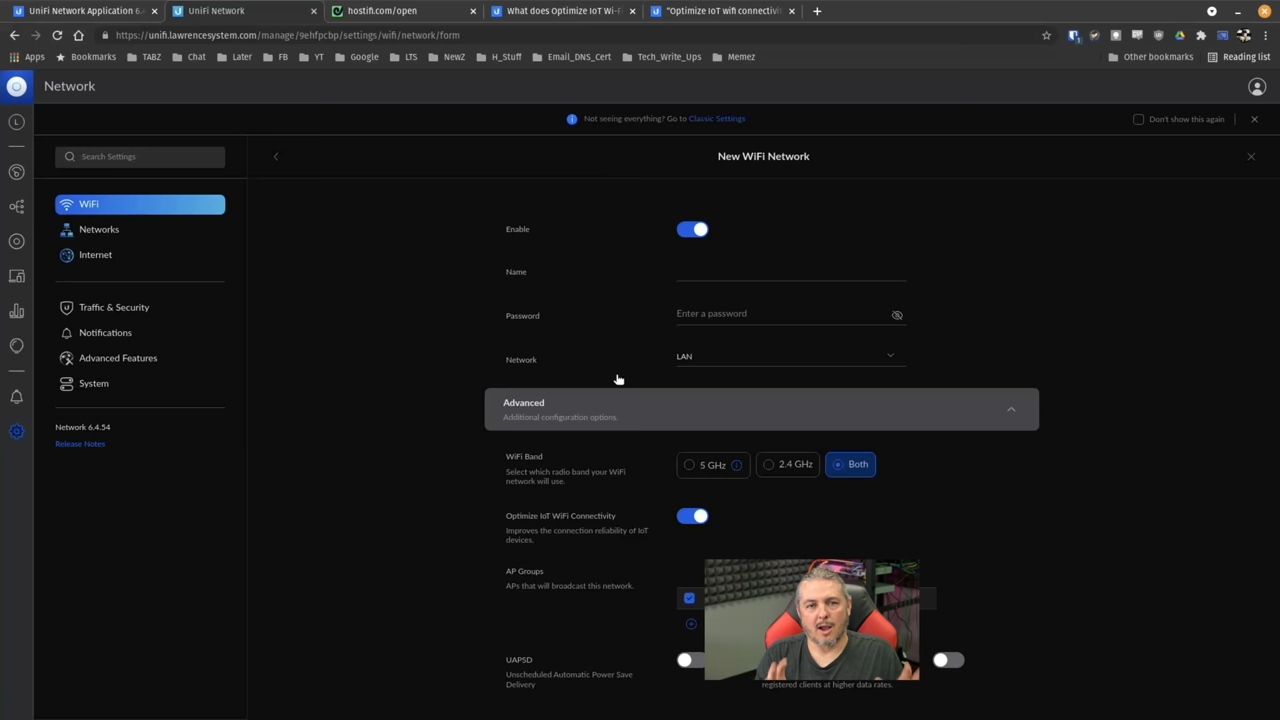 UniFi Network Application 6.4
UniFi Network
hostifi.com/open
What does Optimize IoT Wi-F
"Optimize IoT wifi connectivit
https://unifi.lawrencesystem.com/manage/9ehfpcbp/settings/wifi/network/form
Apps
Bookmarks
TABZ
Chat
Later
FB
YT
Google
LTS
NewZ
H_Stuff
Email_DNS_Cert
Tech_Write_Ups
Memez
Other bookmarks
Reading list
Network
Not seeing everything? Go to Classic Settings
Don't show this again
Search Settings
New WiFi Network
WiFi
Networks
Internet
Traffic & Security
Notifications
Advanced Features
System
Network 6.4.54
Release Notes
Enable
Name
Password
Enter a password
Network
LAN
Advanced
Additional configuration options.
WiFi Band
Select which radio band your WiFi
network will use.
5 GHz
2.4 GHz
Both
Optimize IoT WiFi Connectivity
Improves the connection reliability of IoT
devices.
AP Groups
APs that will broadcast this network.
UAPSD
Unscheduled Automatic Power Save
Delivery
registered clients at higher data rates.